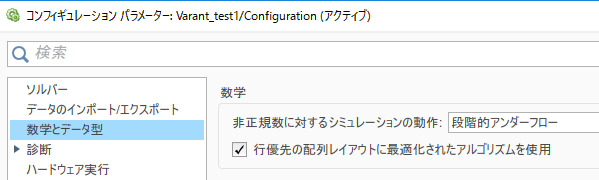 コンフィギュレーション パラメーター: Varant_test1/Configuration (アクティブ)
検索
ソルバー
データのインポート/エクスポート
数学とデータ型
診断
ハードウェア実行
数学
非正規数に対するシミュレーションの動作: 段階的アンダーフロー
行優先の配列レイアウトに最適化されたアルゴリズムを使用